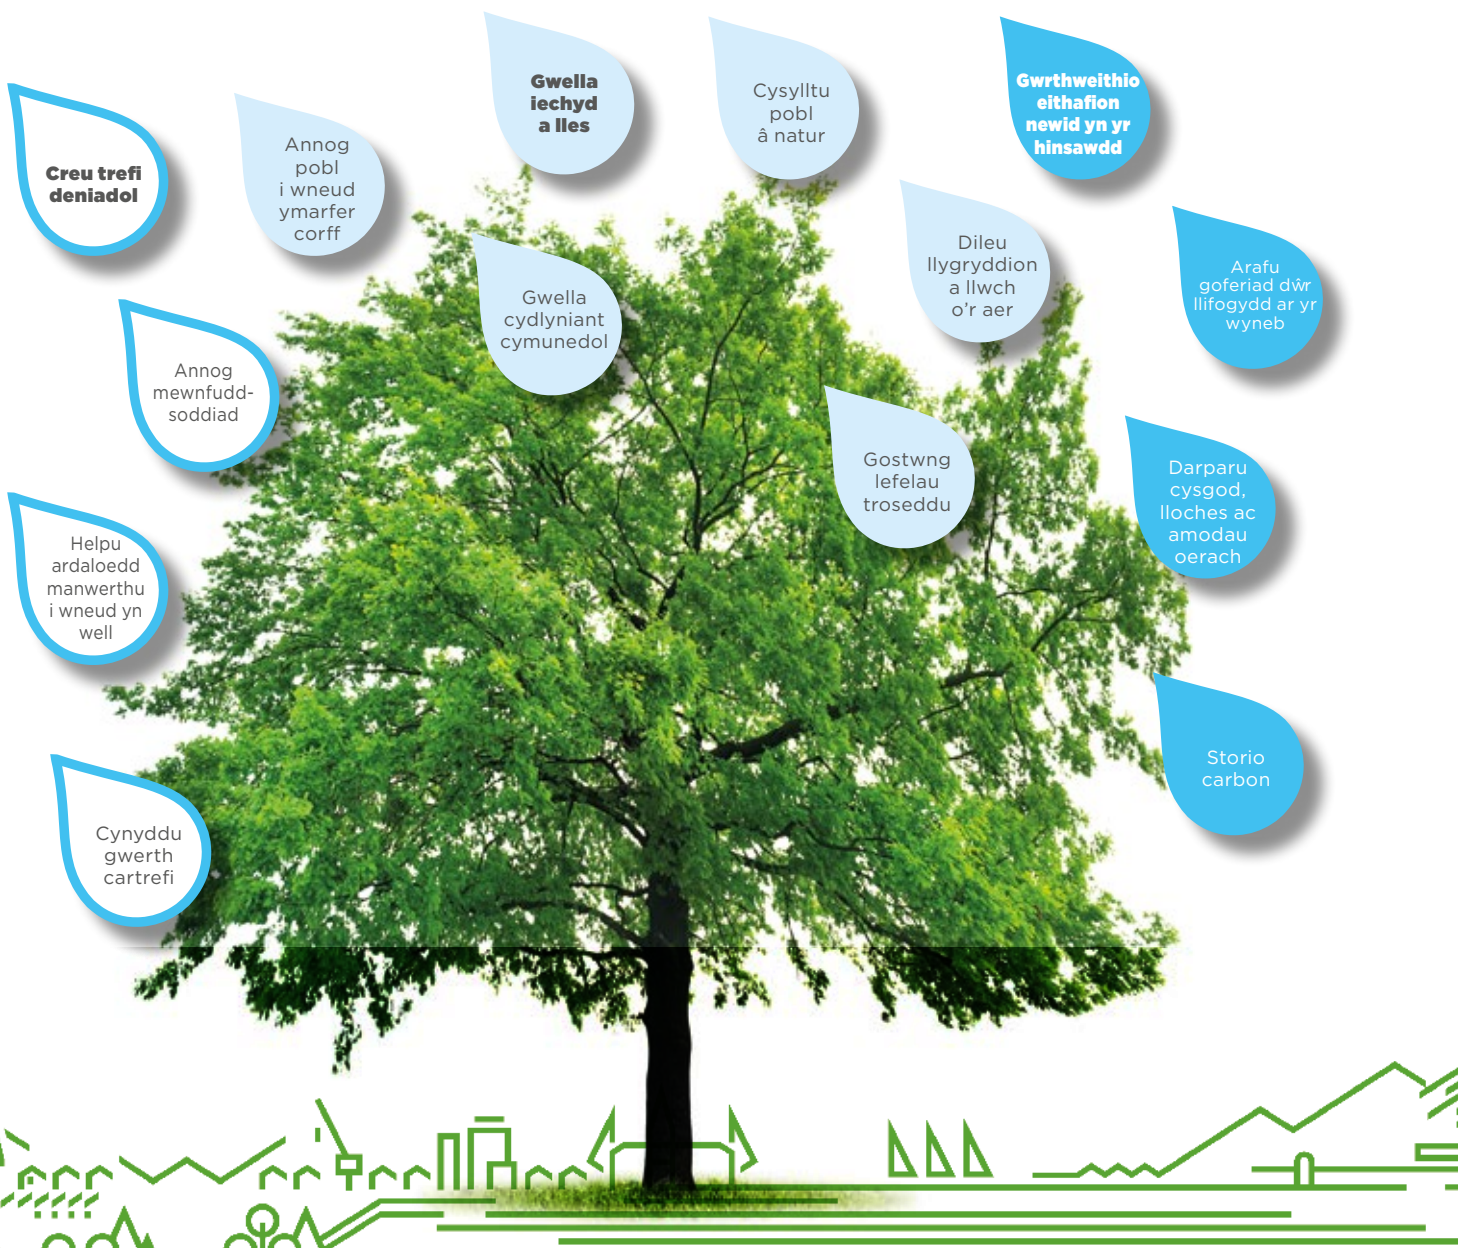 Creu trefi
deniadol
Annog
mewnfudd-
soddiad
Helpu
ardaloedd
manwerthu
i wneud yn
well
Cynyddu
gwerth
cartrefi
Gwella
iechyd
a lles
Annog
pobl
i wneud
ymarfer
corff
Cysylltu
pobl
â natur
Gwella
cydlyniant
cymunedol
Dileu
llygryddion
a llwch
o’r aer
Gostwng
lefelau
troseddu
Gwrthweithio
eithafion
newid yn yr
hinsawdd
Arafu
goferiad dŵr
llifogydd ar yr
wyneb
Darparu
cysgod,
lloches ac
amodau
oerach
Storio
carbon